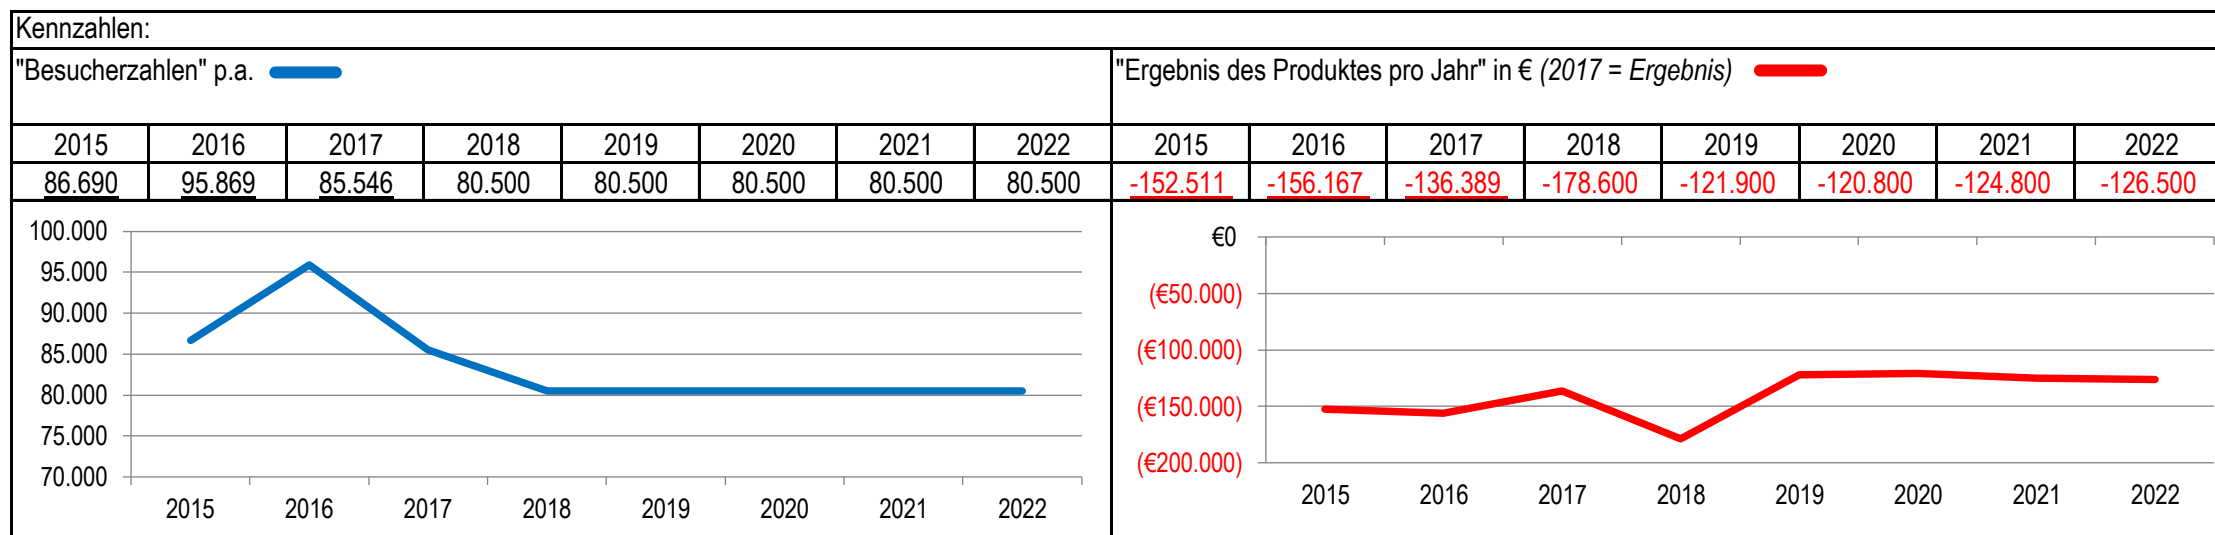 Kennzahlen:
"Besucherzahlen" p.a.
"Ergebnis des Produktes pro Jahr" in € (2017 = Ergebnis)
2015 2016 2017 2018 2019 2020 2021 2022 2015 2016 2017 2018 2019 2020 2021 2022
86.690 95.869 85.546 80.500 80.500 80.500 80.500 80.500 -152.511 -156.167 -136.389 -178.600 -121.900 -120.800 -124.800 -126.500
100.000
95.000
90.000
85.000
80.000
75.000
70.000
2015 2016 2017 2018 2019 2020 2021 2022
€0
(€50.000)
(€100.000)
(€150.000)
(€200.000)
2015 2016 2017 2018 2019 2020 2021 2022